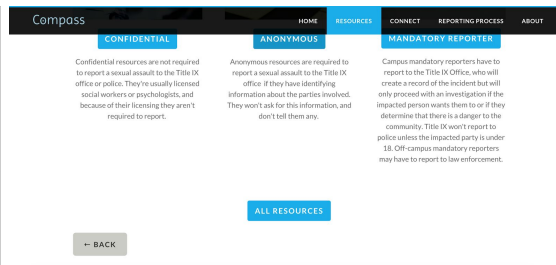 Compass
HOME RESOURCES CONNECT REPORTING PROCESS ABOUT
CONFIDENTIAL
Confidential resources are not required
to report a sexual assault to the Title IX
office or police. They're usually licensed
social workers or psychologists, and
because of their licensing they aren't
required to report.
ANONYMOUS
Anonymous resources are required to
report a sexual assault to the Title IX
office if they have identifying
information about the parties involved.
They won't ask for this information, and
don't tell them any.
MANDATORY REPORTER
Campus mandatory reporters have to
report to the Title IX Office, who will
create a record of the incident but will
only proceed with an investigation if the
impacted person wants them to or if they
determine that there is a danger to the
community. Title IX won't report to
police unless the impacted party is under
18. Off-campus mandatory reporters
may have to report to law enforcement.
ALL RESOURCES
← BACK